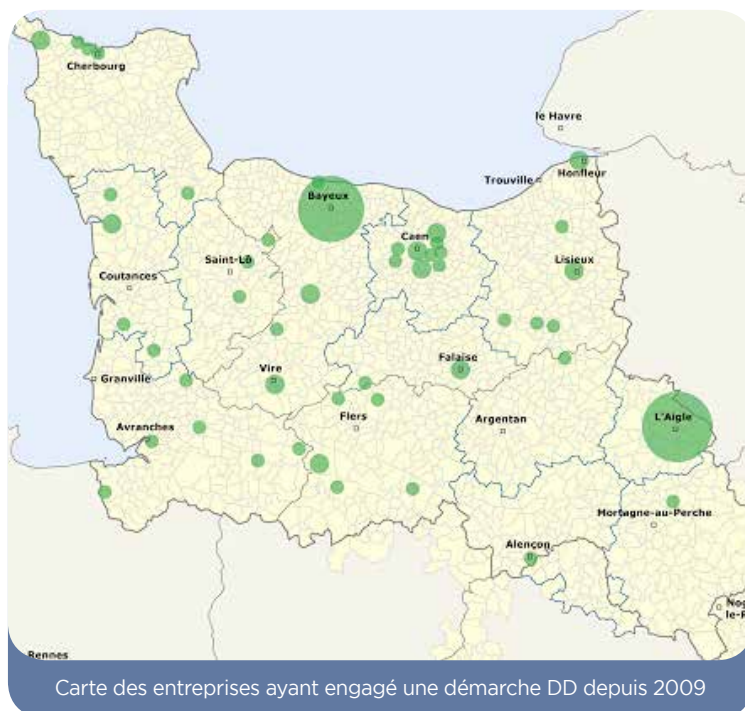 Cherbourg
le Havre
Trouville
Honfleur
Bayeux
Caen
Saint-Lô
Lisieux
Coutances
Vire
Falaise
Granville
Flers
Argentan
L'Aigle
Avranches
Mortagne-au-Perche
Alençon
Rennes
Carte des entreprises ayant engagé une démarche DD depuis 2009